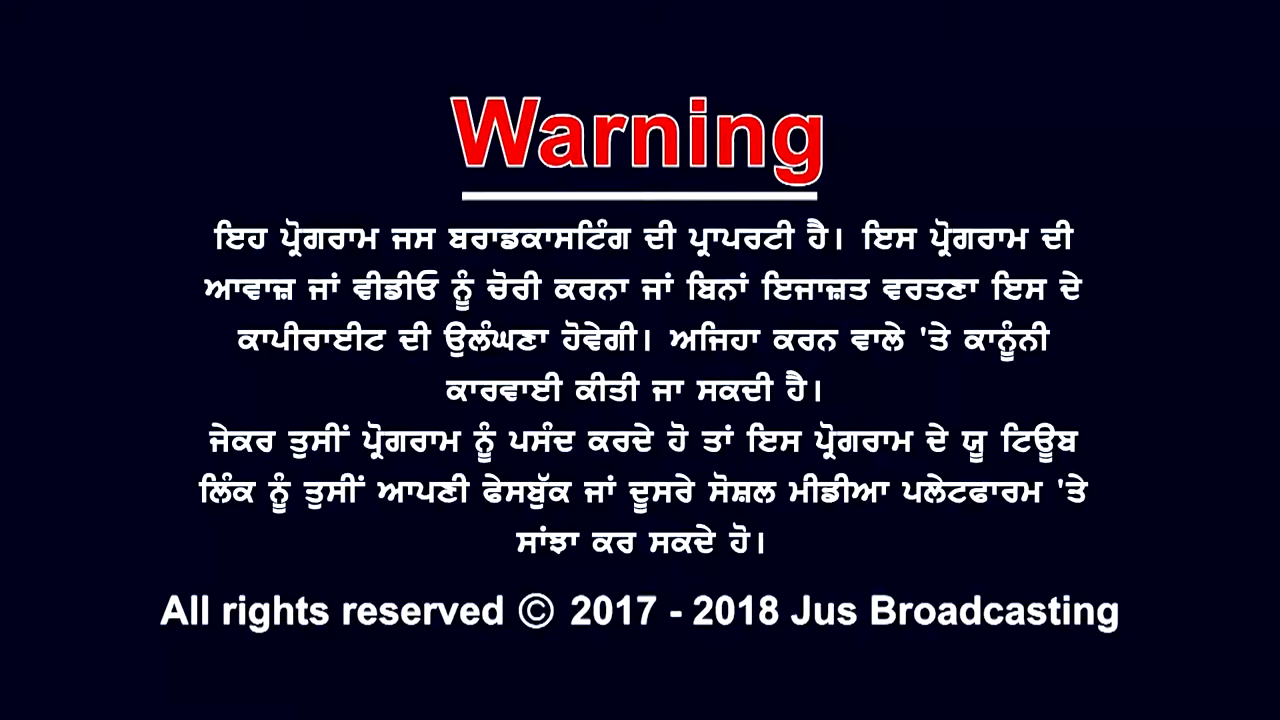 Warning
ਇਹ ਪ੍ਰੋਗਰਾਮ ਜਸ ਬਰਾਡਕਾਸਟਿੰਗ ਦੀ ਪ੍ਰਾਪਰਟੀ ਹੈ। ਇਸ ਪ੍ਰੋਗਰਾਮ ਦੀ
ਆਵਾਜ਼ ਜਾਂ ਵੀਡੀਓ ਨੂੰ ਚੋਰੀ ਕਰਨਾ ਜਾਂ ਬਿਨਾਂ ਇਜਾਜ਼ਤ ਵਰਤਣਾ ਇਸ ਦੇ
ਕਾਪੀਰਾਈਟ ਦੀ ਉਲੰਘਣਾ ਹੋਵੇਗੀ। ਅਜਿਹਾ ਕਰਨ ਵਾਲੇ 'ਤੇ ਕਾਨੂੰਨੀ
ਕਾਰਵਾਈ ਕੀਤੀ ਜਾ ਸਕਦੀ ਹੈ।
ਜੇਕਰ ਤੁਸੀਂ ਪ੍ਰੋਗਰਾਮ ਨੂੰ ਪਸੰਦ ਕਰਦੇ ਹੋ ਤਾਂ ਇਸ ਪ੍ਰੋਗਰਾਮ ਦੇ ਯੂ ਟਿਊਬ
ਲਿੰਕ ਨੂੰ ਤੁਸੀਂ ਆਪਣੀ ਫੇਸਬੁੱਕ ਜਾਂ ਦੂਸਰੇ ਸੋਸ਼ਲ ਮੀਡੀਆ ਪਲੇਟਫਾਰਮ 'ਤੇ
ਸਾਂਝਾ ਕਰ ਸਕਦੇ ਹੋ।
All rights reserved © 2017 - 2018 Jus Broadcasting